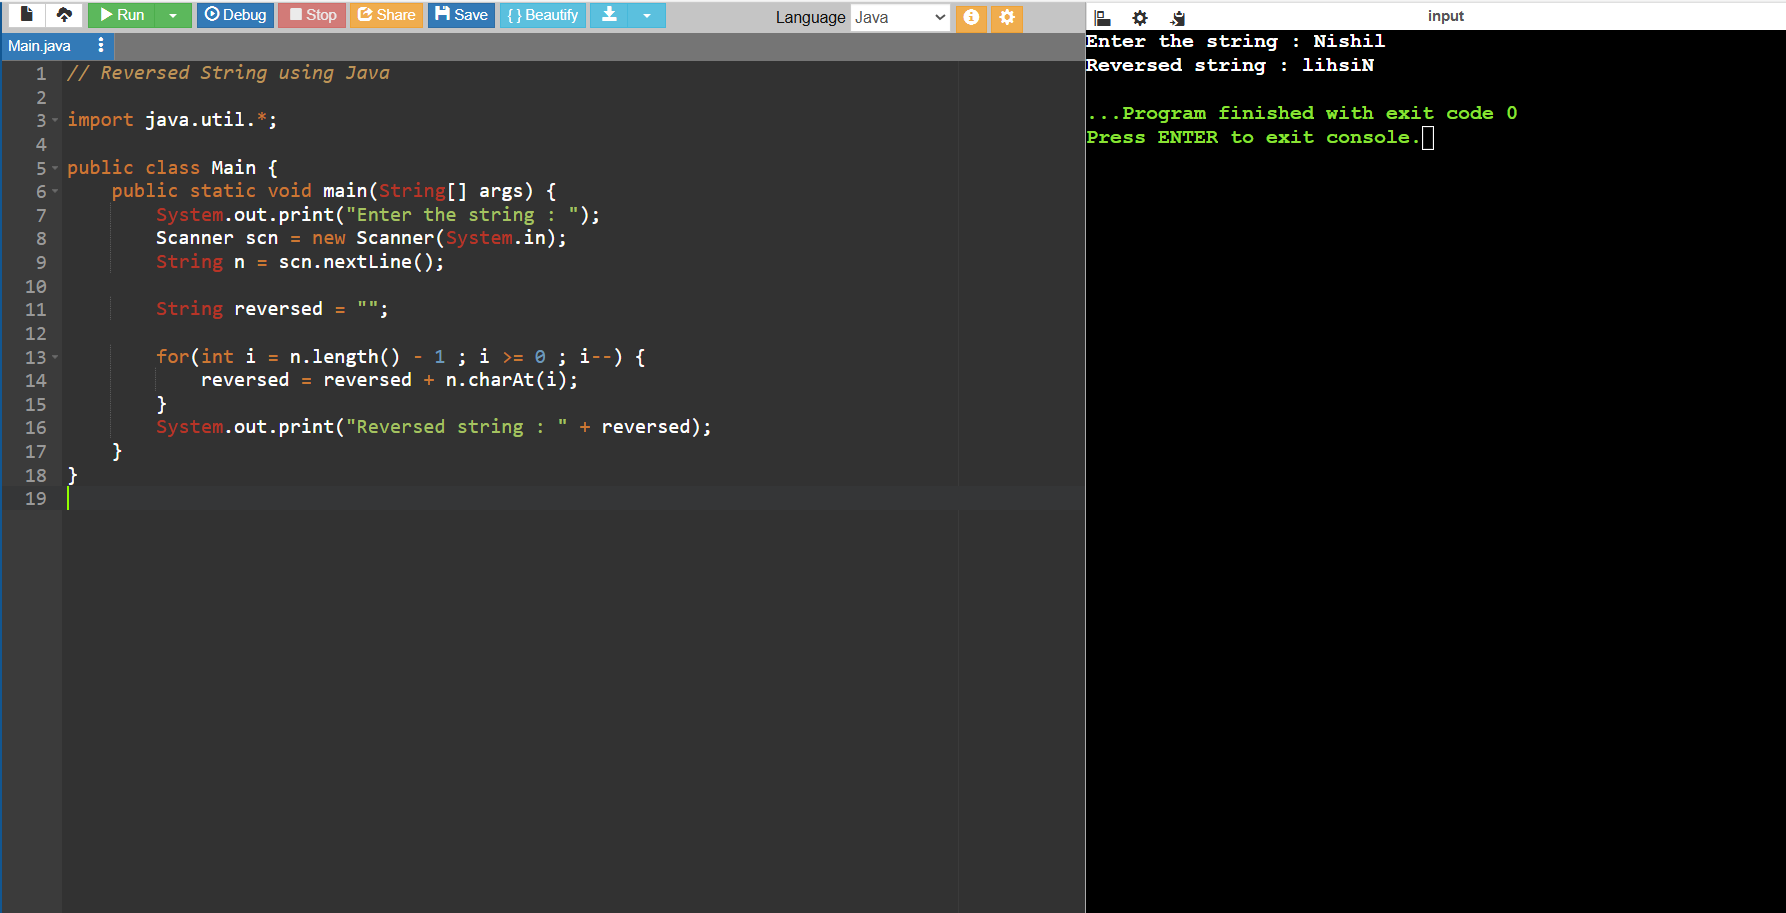 Run Debug Stop Share Save { } Beautify Language Java
Main.java
1 // Reversed String using Java
2
3 import java.util.*;
4
5 public class Main {
6     public static void main(String[] args) {
7         System.out.print("Enter the string : ");
8         Scanner scn = new Scanner(System.in);
9         String n = scn.nextLine();
10
11         String reversed = "";
12
13         for(int i = n.length() - 1 ; i >= 0 ; i--) {
14             reversed = reversed + n.charAt(i);
15         }
16         System.out.print("Reversed string : " + reversed);
17     }
18 }
19
input
Enter the string : Nishil
Reversed string : lihsiN
...Program finished with exit code 0
Press ENTER to exit console.